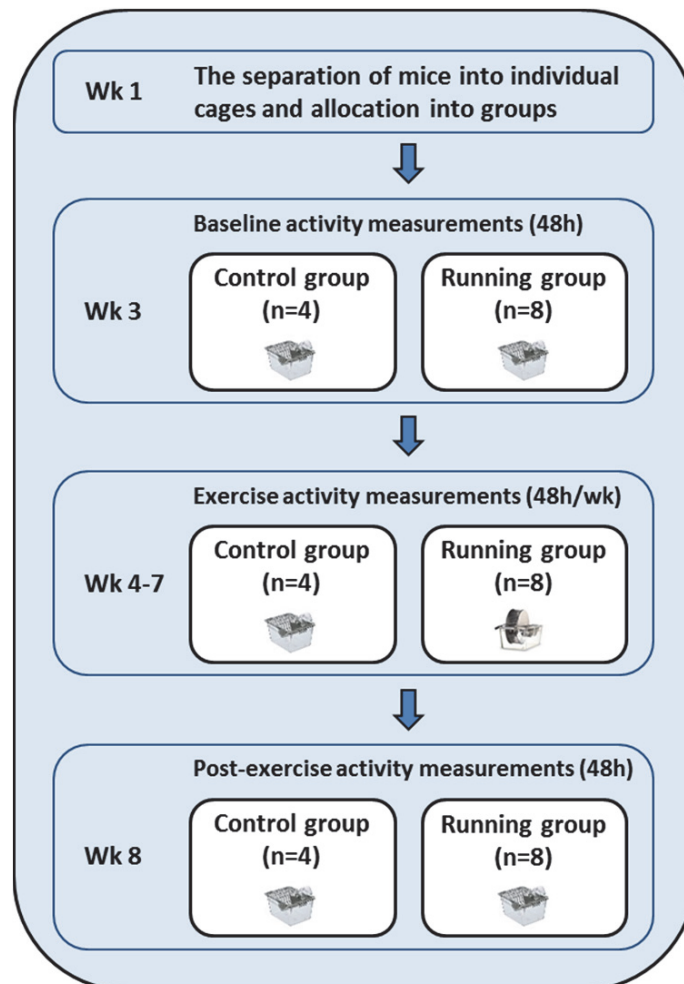 Wk 1
The separation of mice into individual
cages and allocation into groups
Baseline activity measurements (48h)
Wk 3
Control group
(n=4)
Running group
(n=8)
Exercise activity measurements (48h/wk)
Wk 4-7
Control group
(n=4)
Running group
(n=8)
Post-exercise activity measurements (48h)
Wk 8
Control group
(n=4)
Running group
(n=8)